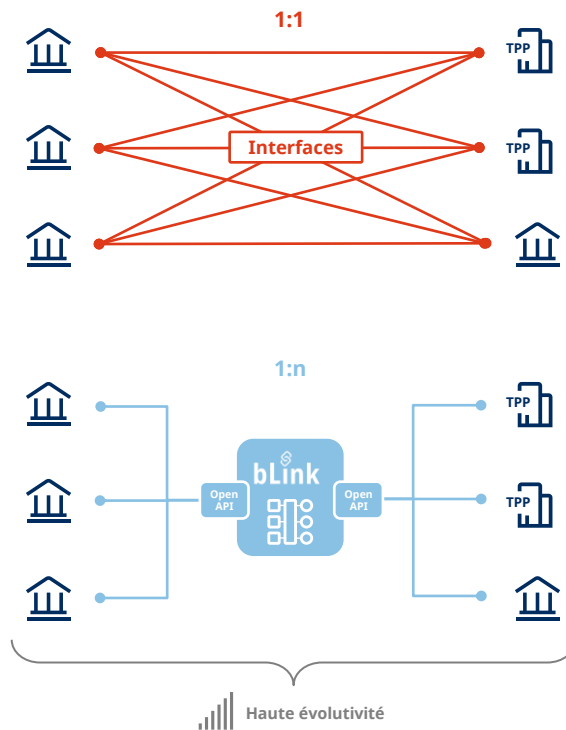 1:1
TPP
Interfaces
TPP
1:n
TPP
bLink
Open
API
Open
API
TPP
Haute évolutivité